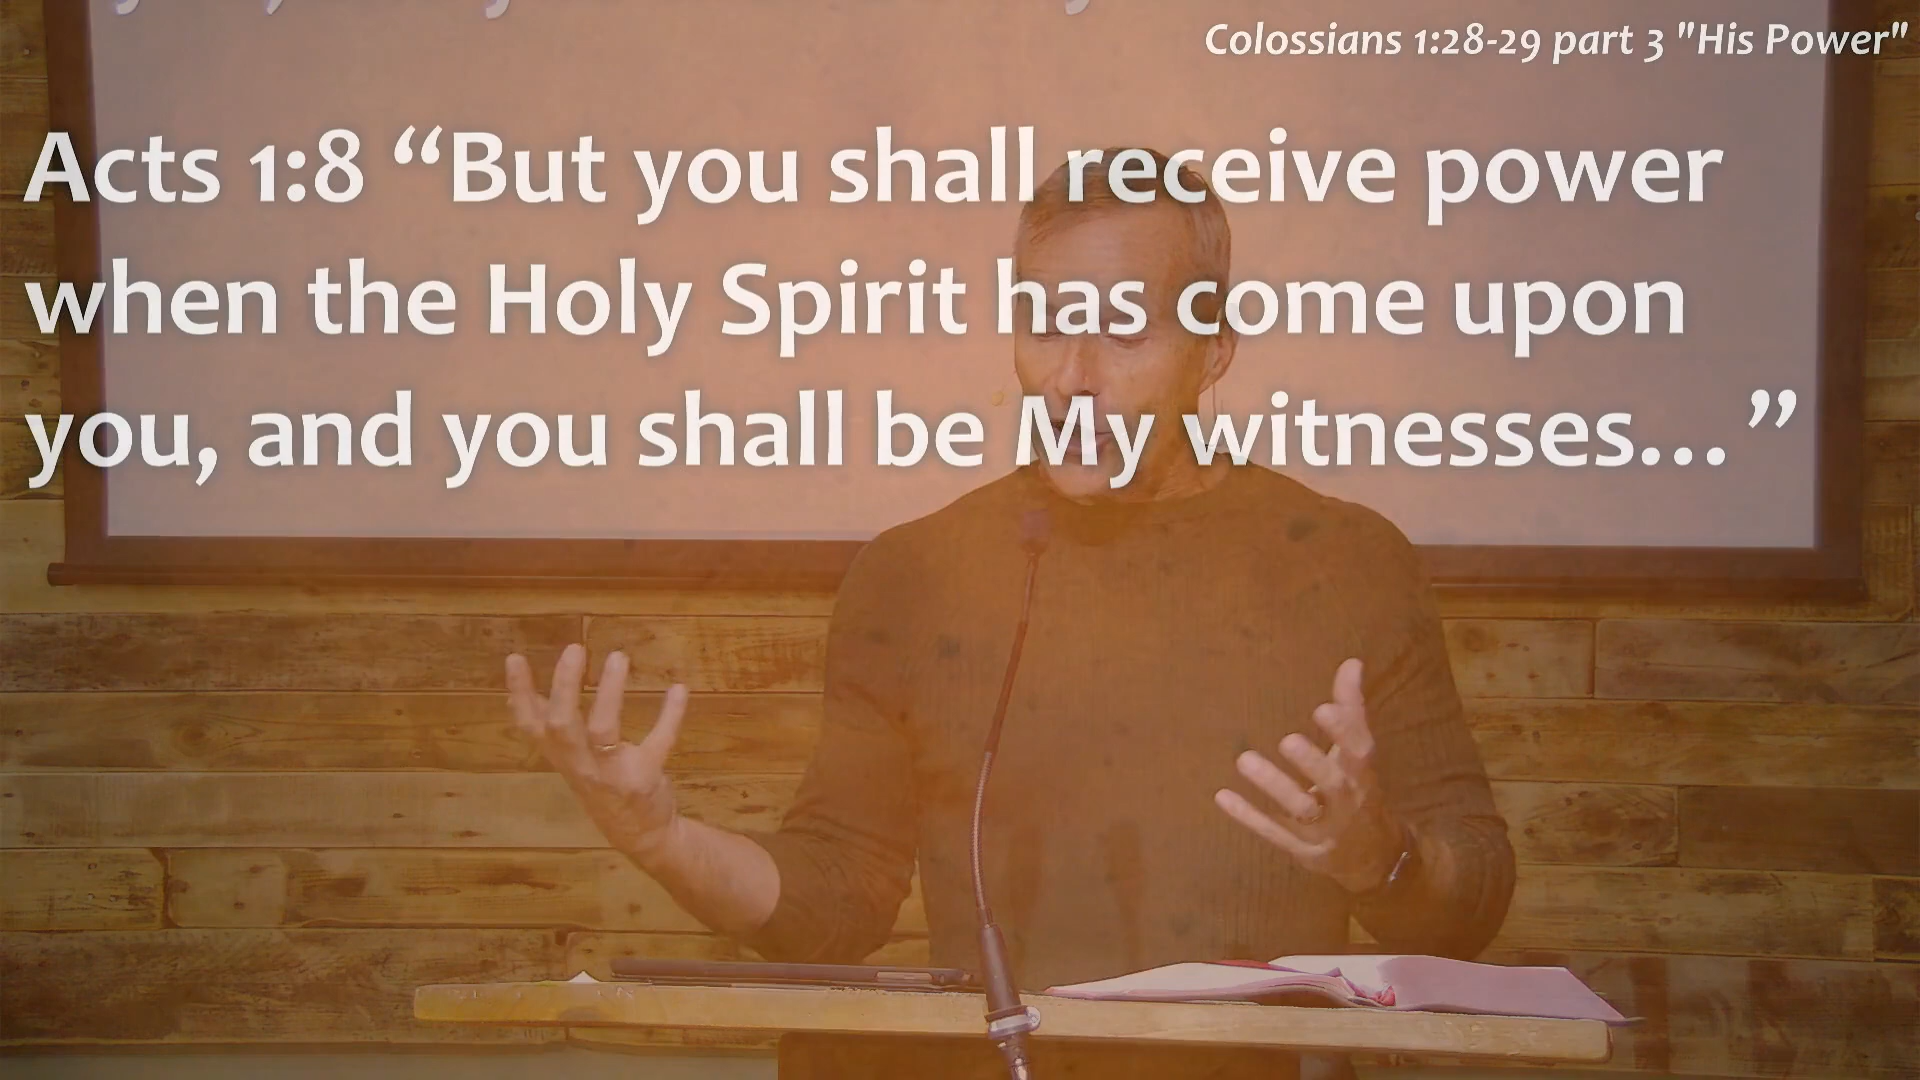 Colossians 1:28-29 part 3 "His Power"
Acts 1:8 “But you shall receive power
when the Holy Spirit has come upon
you, and you shall be My witnesses…”